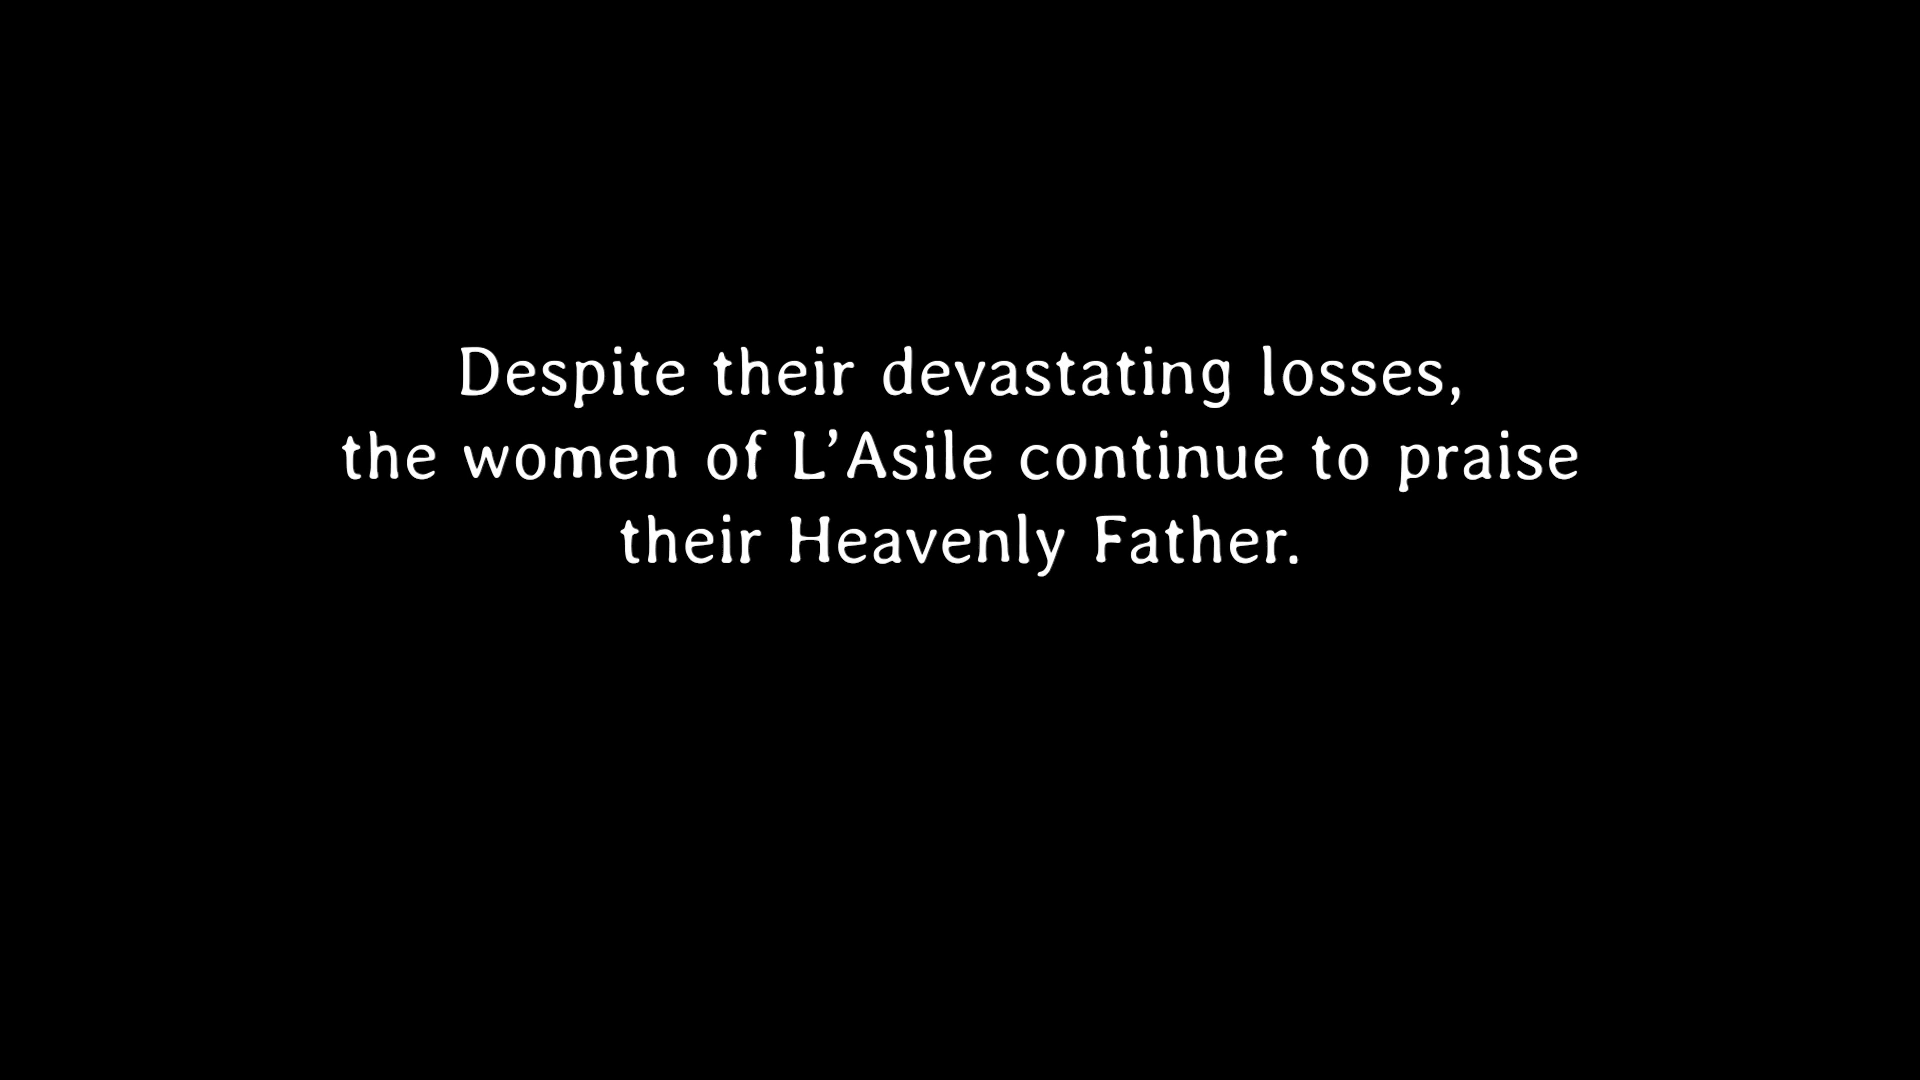 Despite their devastating losses,
the women of L’Asile continue to praise
their Heavenly Father.